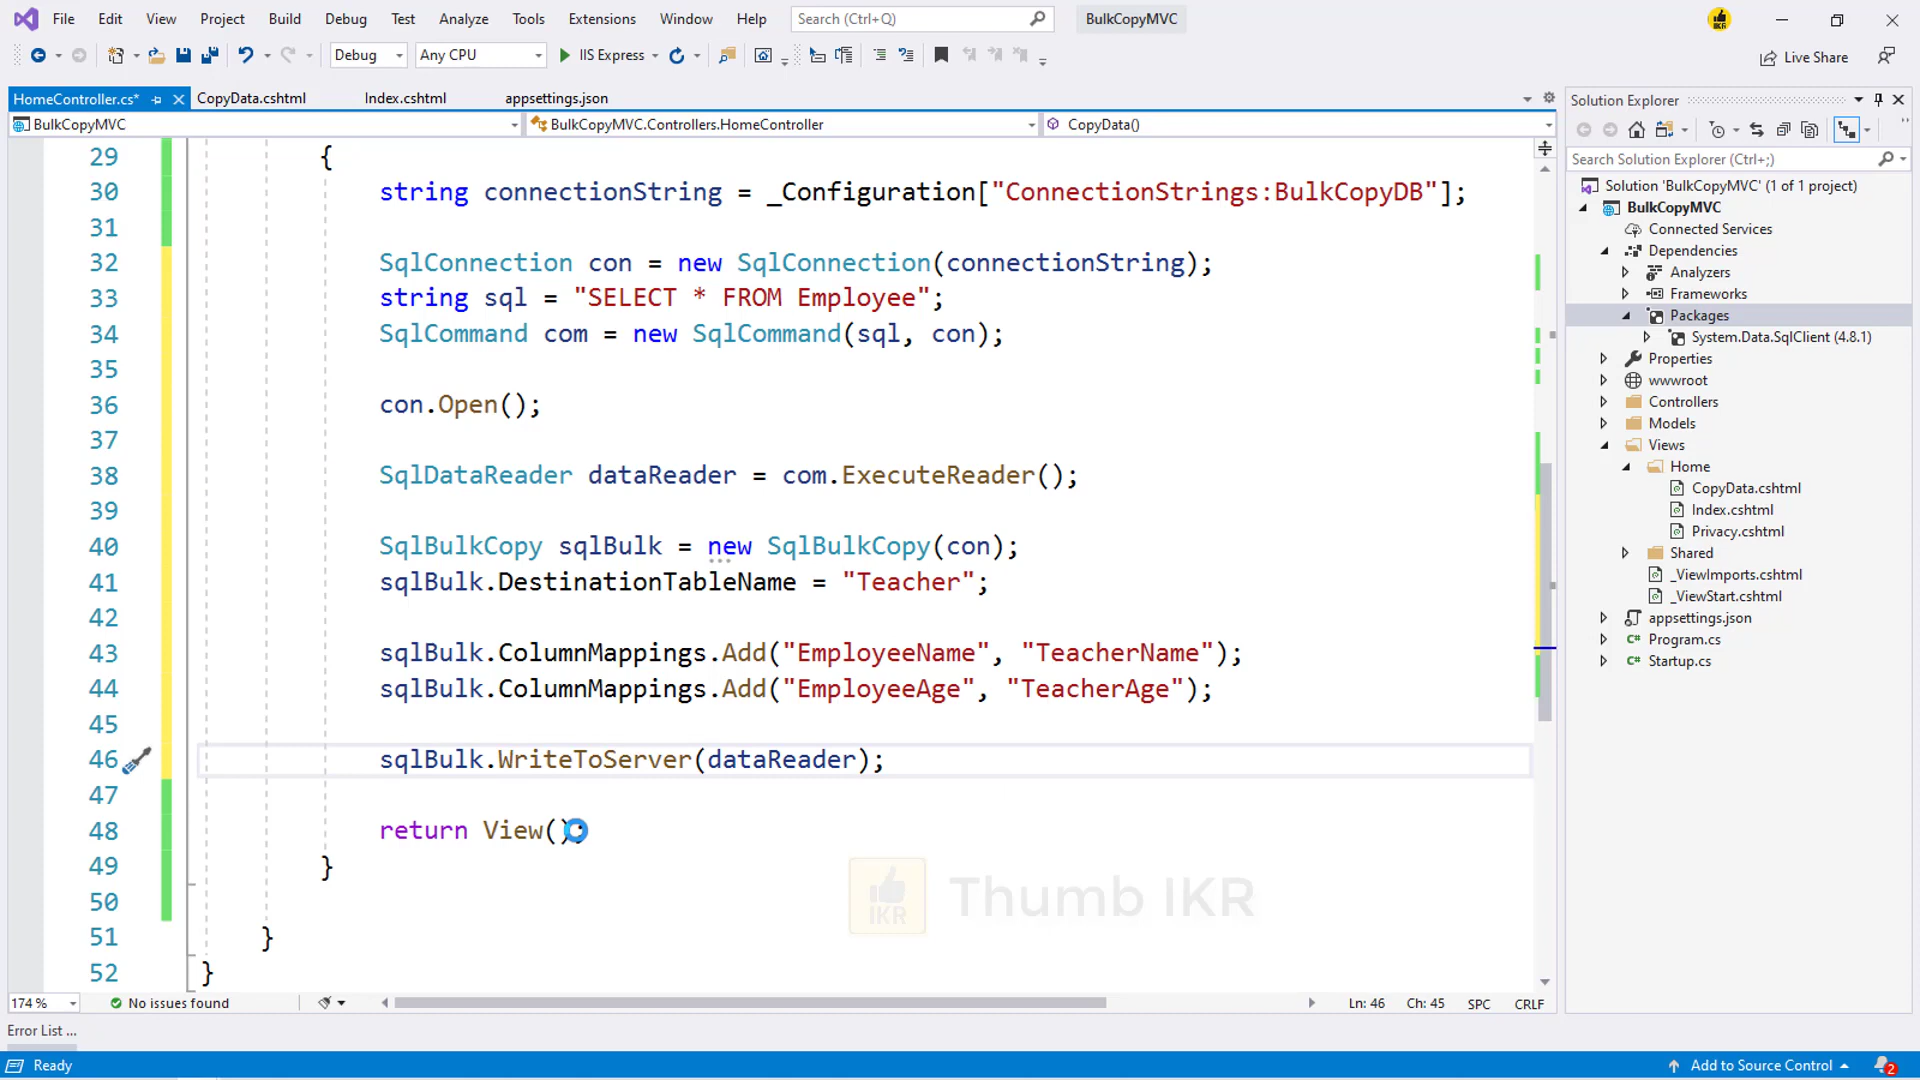 File Edit View Project Build Debug Test Analyze Tools Extensions Window Help Search (Ctrl+Q) BulkCopyMVC
Debug Any CPU IIS Express Live Share
HomeController.cs* CopyData.cshtml Index.cshtml appsettings.json
BulkCopyMVC BulkCopyMVC.Controllers.HomeController CopyData()
29 {
30 string connectionString = _Configuration["ConnectionStrings:BulkCopyDB"];
31
32 SqlConnection con = new SqlConnection(connectionString);
33 string sql = "SELECT * FROM Employee";
34 SqlCommand com = new SqlCommand(sql, con);
35
36 con.Open();
37
38 SqlDataReader dataReader = com.ExecuteReader();
39
40 SqlBulkCopy sqlBulk = new SqlBulkCopy(con);
41 sqlBulk.DestinationTableName = "Teacher";
42
43 sqlBulk.ColumnMappings.Add("EmployeeName", "TeacherName");
44 sqlBulk.ColumnMappings.Add("EmployeeAge", "TeacherAge");
45
46 sqlBulk.WriteToServer(dataReader);
47
48 return View()
49 }
50
51 }
52 }
IKR Thumb IKR
174 % No issues found Ln: 46 Ch: 45 SPC CRLF
Error List ...
Ready Add to Source Control 2
Solution Explorer
Search Solution Explorer (Ctrl+;)
Solution 'BulkCopyMVC' (1 of 1 project)
BulkCopyMVC
Connected Services
Dependencies
Analyzers
Frameworks
Packages
System.Data.SqlClient (4.8.1)
Properties
wwwroot
Controllers
Models
Views
Home
CopyData.cshtml
Index.cshtml
Privacy.cshtml
Shared
_ViewImports.cshtml
_ViewStart.cshtml
appsettings.json
C# Program.cs
C# Startup.cs